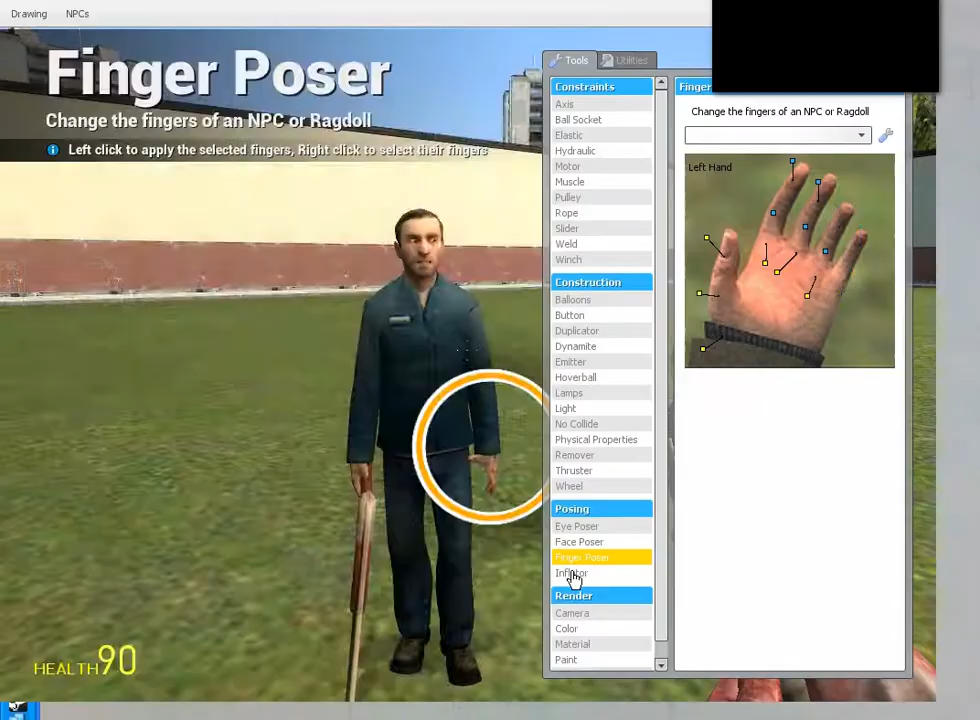 Drawing NPCs
Finger Poser
Change the fingers of an NPC or Ragdoll
Left click to apply the selected fingers, Right click to select their fingers
Tools Utilities
Constraints
Axis
Ball Socket
Elastic
Hydraulic
Motor
Muscle
Pulley
Rope
Slider
Weld
Winch
Construction
Balloons
Button
Duplicator
Dynamite
Emitter
Hoverball
Lamps
Light
No Collide
Physical Properties
Remover
Thruster
Wheel
Posing
Eye Poser
Face Poser
Finger Poser
Inflator
Render
Camera
Color
Material
Paint
Finger
Change the fingers of an NPC or Ragdoll
Left Hand
HEALTH 90